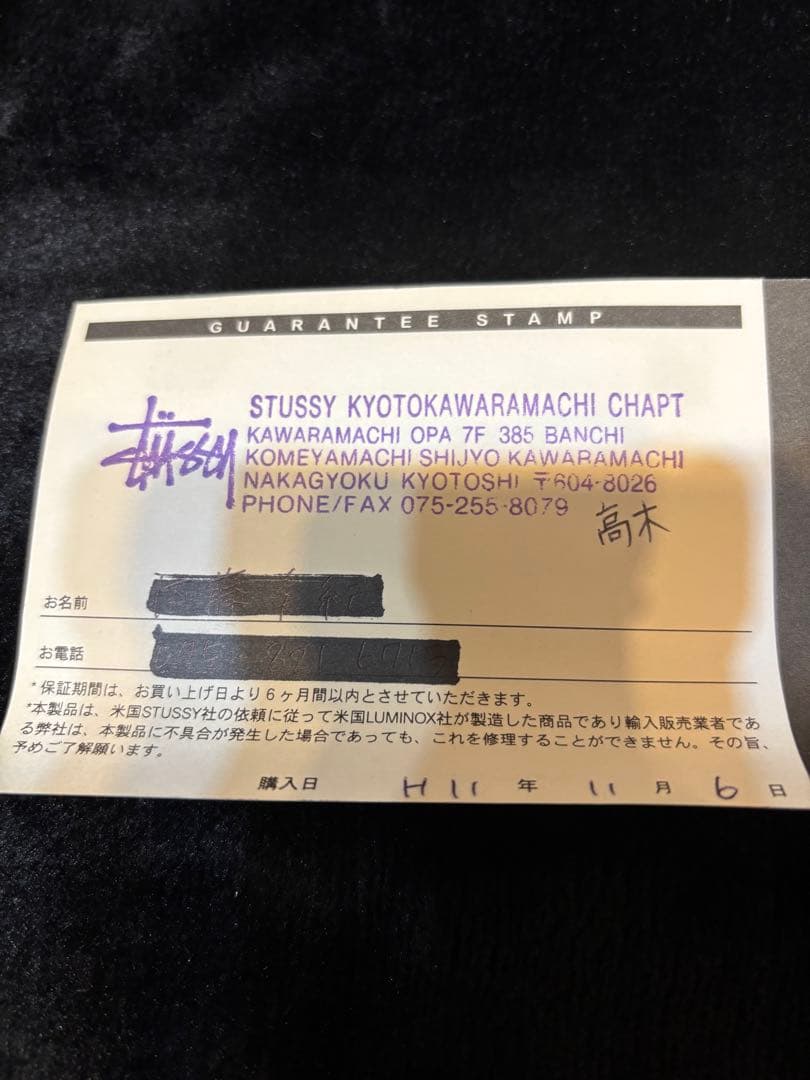 GUARANTEE STAMP
STÜSSY
STUSSY KYOTOKAWARAMACHI CHAPT
KAWARAMACHI OPA 7F 385 BANCHI
KOMEYAMACHI SHIJYO KAWARAMACHI
NAKAGYOKU KYOTOSHI 〒604-8026
PHONE/FAX 075-255-8079
高木
お名前
お電話
*保証期間は、お買い上げ日より6ヶ月間以内とさせていただきます。
*本製品は、米国STUSSY社の依頼に従って米国LUMINOX社が製造した商品であり輸入販売業者であ
る弊社は、本製品に不具合が発生した場合であっても、これを修理することができません。その旨、
予めご了解願います。
購入日 H11年 11月 6日